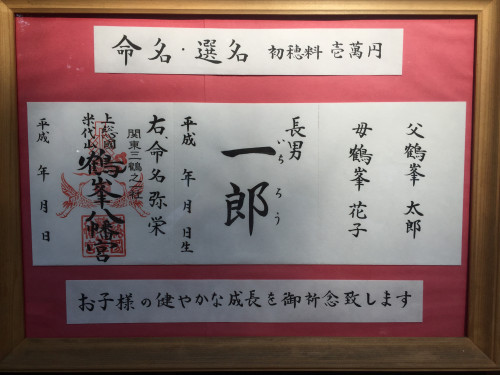 命名・選名 初穂料 壱萬円
父 鶴峯 太郎
母 鶴峯 花子
長男
一郎
いちろう
平成 年 月 日生
右、命名弥栄
関東三鶴之一社
上総國
米代山
鶴峯八幡宮
平成 年 月 日
お子様の健やかな成長を御祈念致します